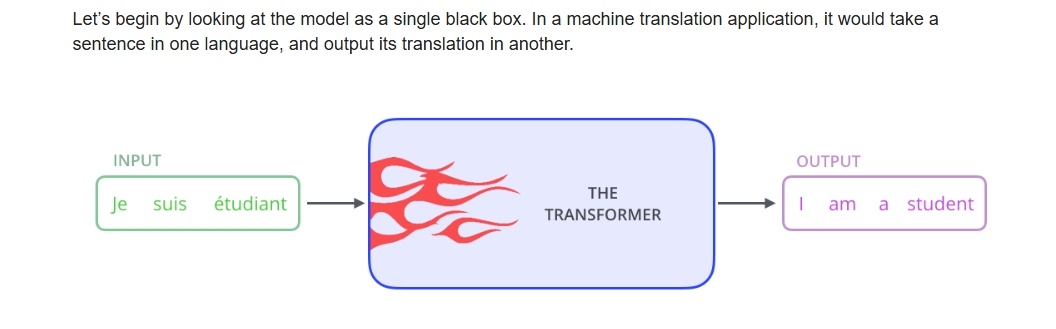 Let’s begin by looking at the model as a single black box. In a machine translation application, it would take a
sentence in one language, and output its translation in another.
INPUT
Je suis étudiant
THE
TRANSFORMER
OUTPUT
I am a student